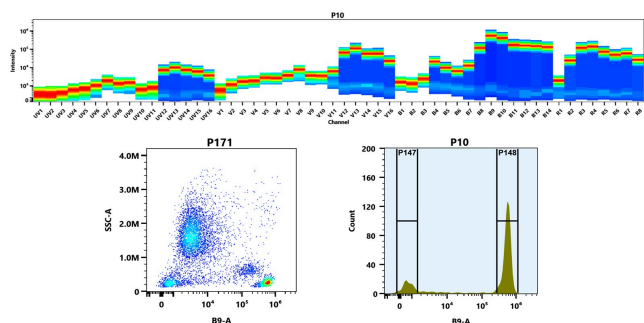 P10
Intensity
UV1 UV2 UV3 UV4 UV5 UV6 UV7 UV8 UV9 UV10 UV11 UV12 UV13 UV14 UV15 UV16 V1 V2 V3 V4 V5 V6 V7 V8 V9 V10 V11 V12 V13 V14 V15 V16 B1 B2 B3 B4 B5 B6 B7 B8 B9 B10 B11 B12 B13 B14 R1 R2 R3 R4 R5 R6 R7 R8
Channel
P171
4.0M
3.0M
2.0M
1.0M
0
SSC-A
0 10⁴ 10⁵ 10⁶
B9-A
P10
200
160
120
80
40
0
Count
P147 P148
0 10⁴ 10⁵ 10⁶
B9-A